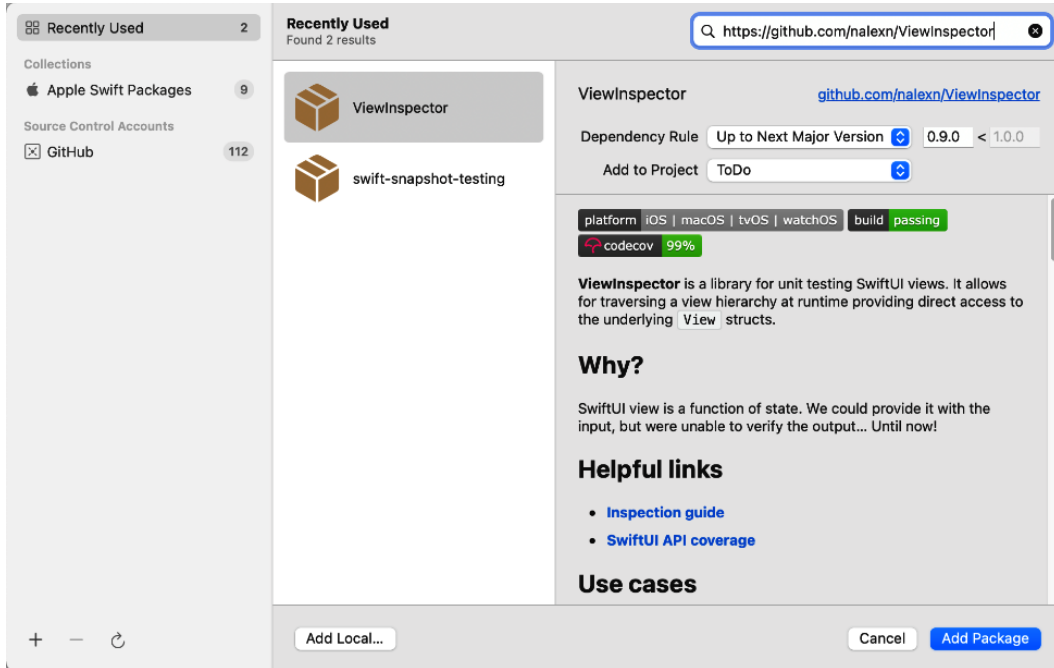 Recently Used 2
Collections
Apple Swift Packages 9
Source Control Accounts
GitHub 112
Recently Used
Found 2 results
https://github.com/nalexn/ViewInspector
ViewInspector
swift-snapshot-testing
ViewInspector github.com/nalexn/ViewInspector
Dependency Rule Up to Next Major Version 0.9.0 < 1.0.0
Add to Project ToDo
platform iOS | macOS | tvOS | watchOS build passing
codecov 99%
ViewInspector is a library for unit testing SwiftUI views. It allows
for traversing a view hierarchy at runtime providing direct access to
the underlying View structs.
Why?
SwiftUI view is a function of state. We could provide it with the
input, but were unable to verify the output... Until now!
Helpful links
• Inspection guide
• SwiftUI API coverage
Use cases
Add Local... Cancel Add Package